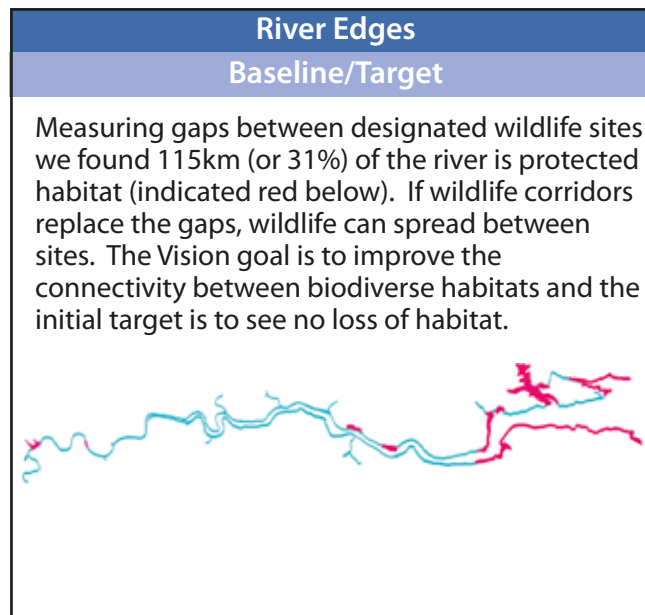 River Edges
Baseline/Target
Measuring gaps between designated wildlife sites
we found 115km (or 31%) of the river is protected
habitat (indicated red below).  If wildlife corridors
replace the gaps, wildlife can spread between
sites.  The Vision goal is to improve the
connectivity between biodiverse habitats and the
initial target is to see no loss of habitat.